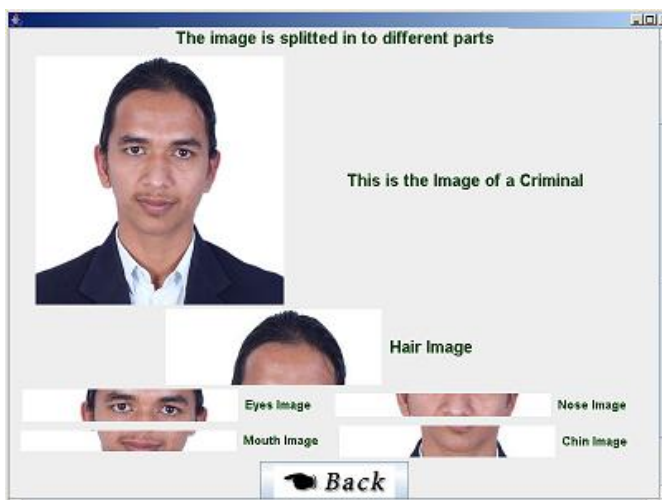 The image is splitted in to different parts
This is the Image of a Criminal
Hair Image
Eyes Image
Nose Image
Mouth Image
Chin Image
Back